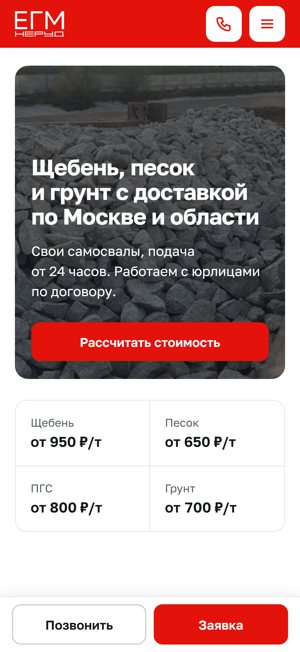 ЕГМ
НЕРУД
Щебень, песок
и грунт с доставкой
по Москве и области
Свои самосвалы, подача
от 24 часов. Работаем с юрлицами
по договору.
Рассчитать стоимость
Щебень
от 950 ₽/т
Песок
от 650 ₽/т
ПГС
от 800 ₽/т
Грунт
от 700 ₽/т
Позвонить
Заявка